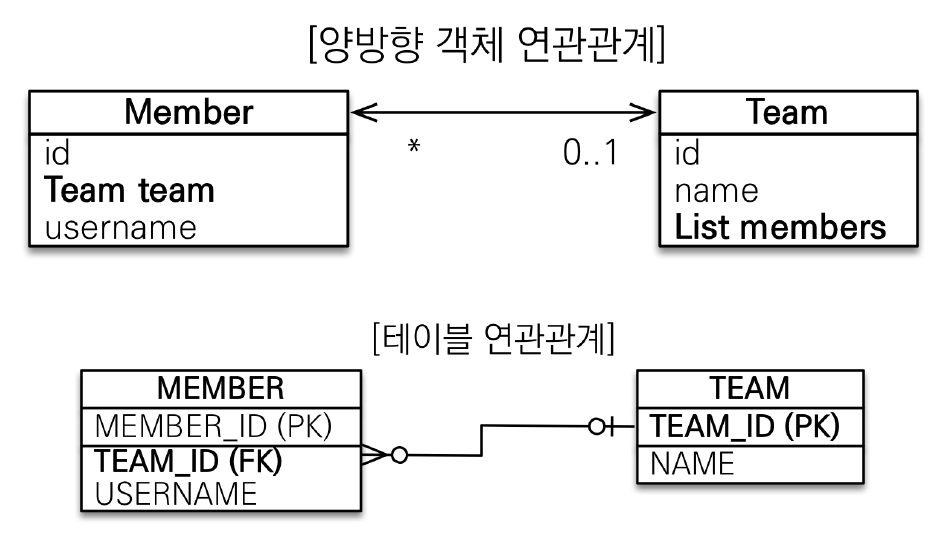 [양방향 객체 연관관계]
Member
id
Team team
username
*
0..1
Team
id
name
List members
[테이블 연관관계]
MEMBER
MEMBER_ID (PK)
TEAM_ID (FK)
USERNAME
TEAM
TEAM_ID (PK)
NAME